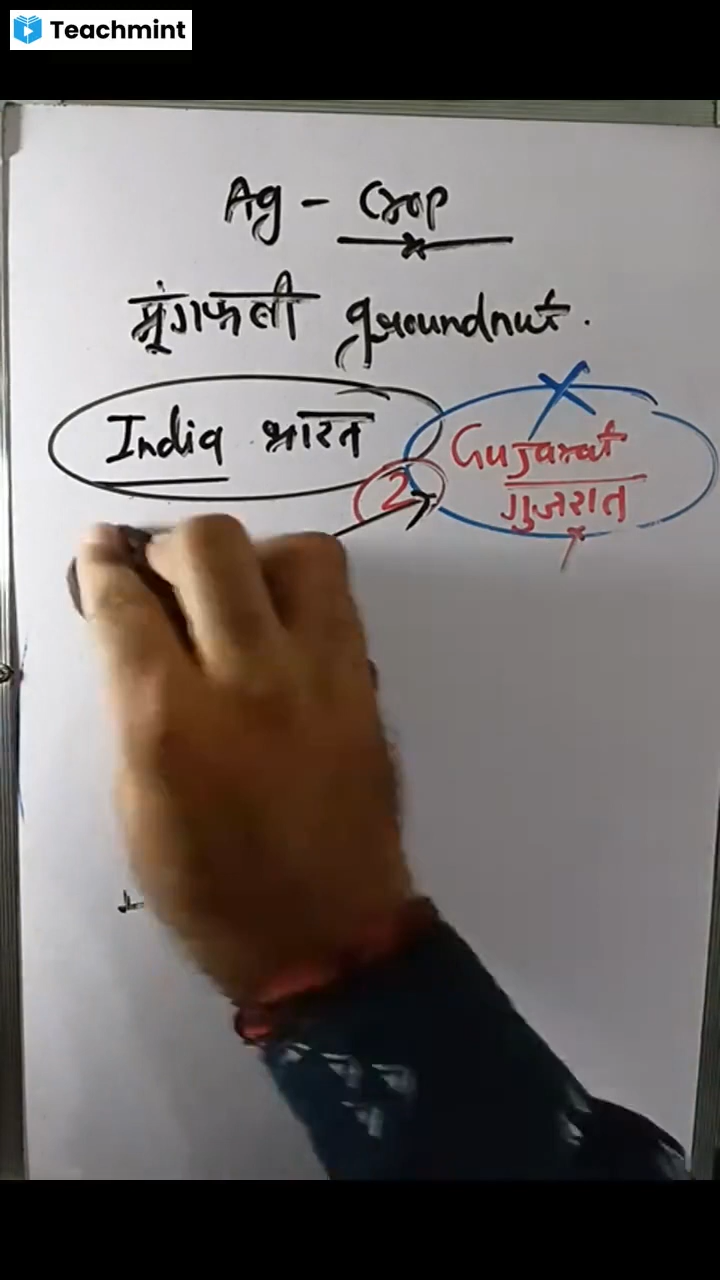 Teachmint
Ag - Crop
मूंगफली groundnut.
India भारत
Gujarat
2 गुजरात